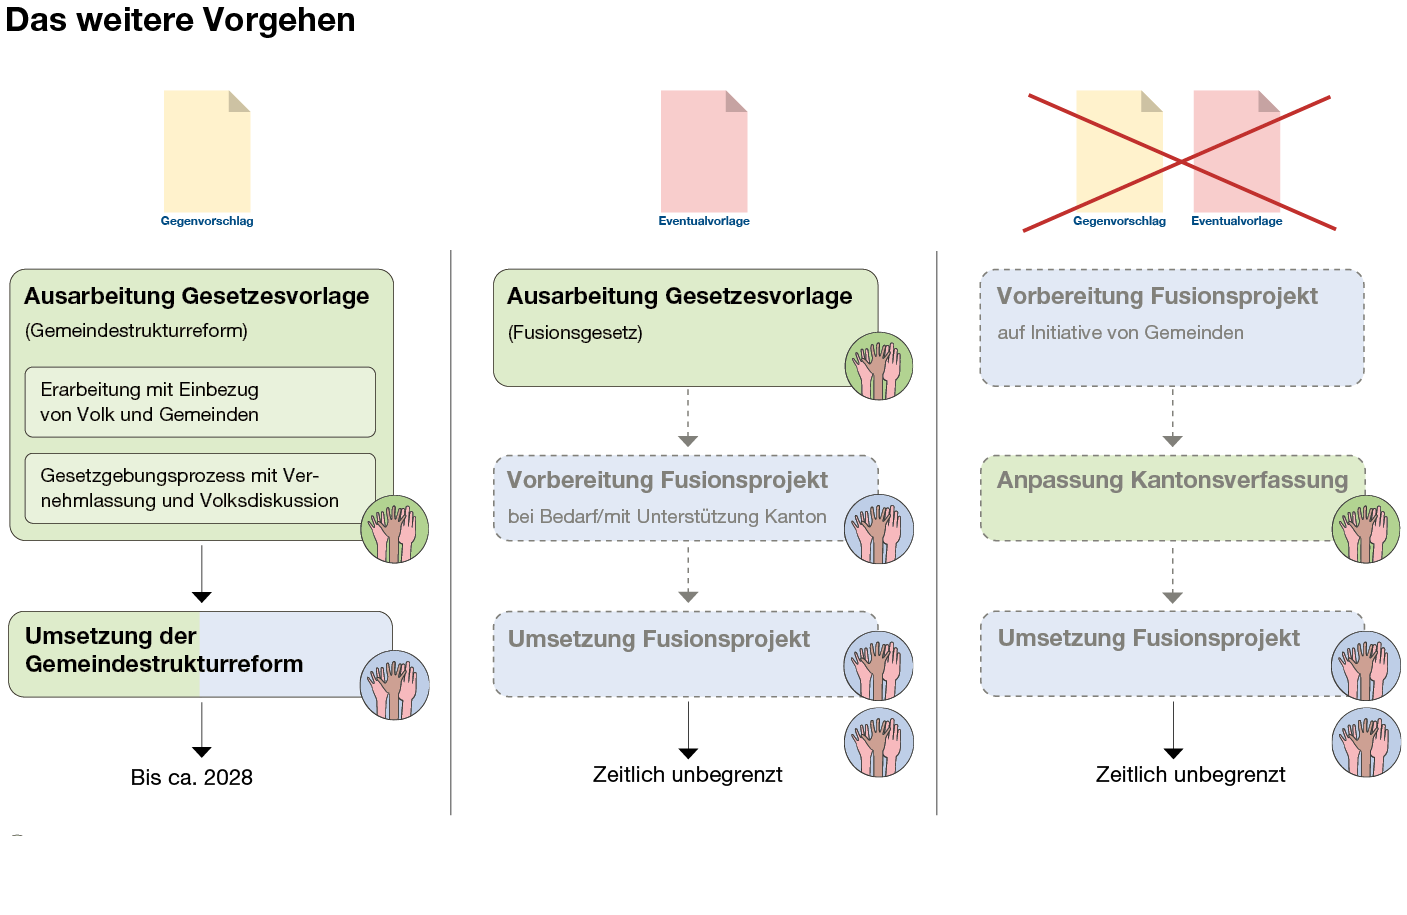 Das weitere Vorgehen
Gegenvorschlag
Ausarbeitung Gesetzesvorlage
(Gemeindestrukturreform)
Erarbeitung mit Einbezug
von Volk und Gemeinden
Gesetzgebungsprozess mit Ver-
nehmlassung und Volksdiskussion
Umsetzung der
Gemeindestrukturreform
Bis ca. 2028
Eventualvorlage
Ausarbeitung Gesetzesvorlage
(Fusionsgesetz)
Vorbereitung Fusionsprojekt
bei Bedarf/mit Unterstützung Kanton
Umsetzung Fusionsprojekt
Zeitlich unbegrenzt
Gegenvorschlag
Eventualvorlage
Vorbereitung Fusionsprojekt
auf Initiative von Gemeinden
Anpassung Kantonsverfassung
Umsetzung Fusionsprojekt
Zeitlich unbegrenzt